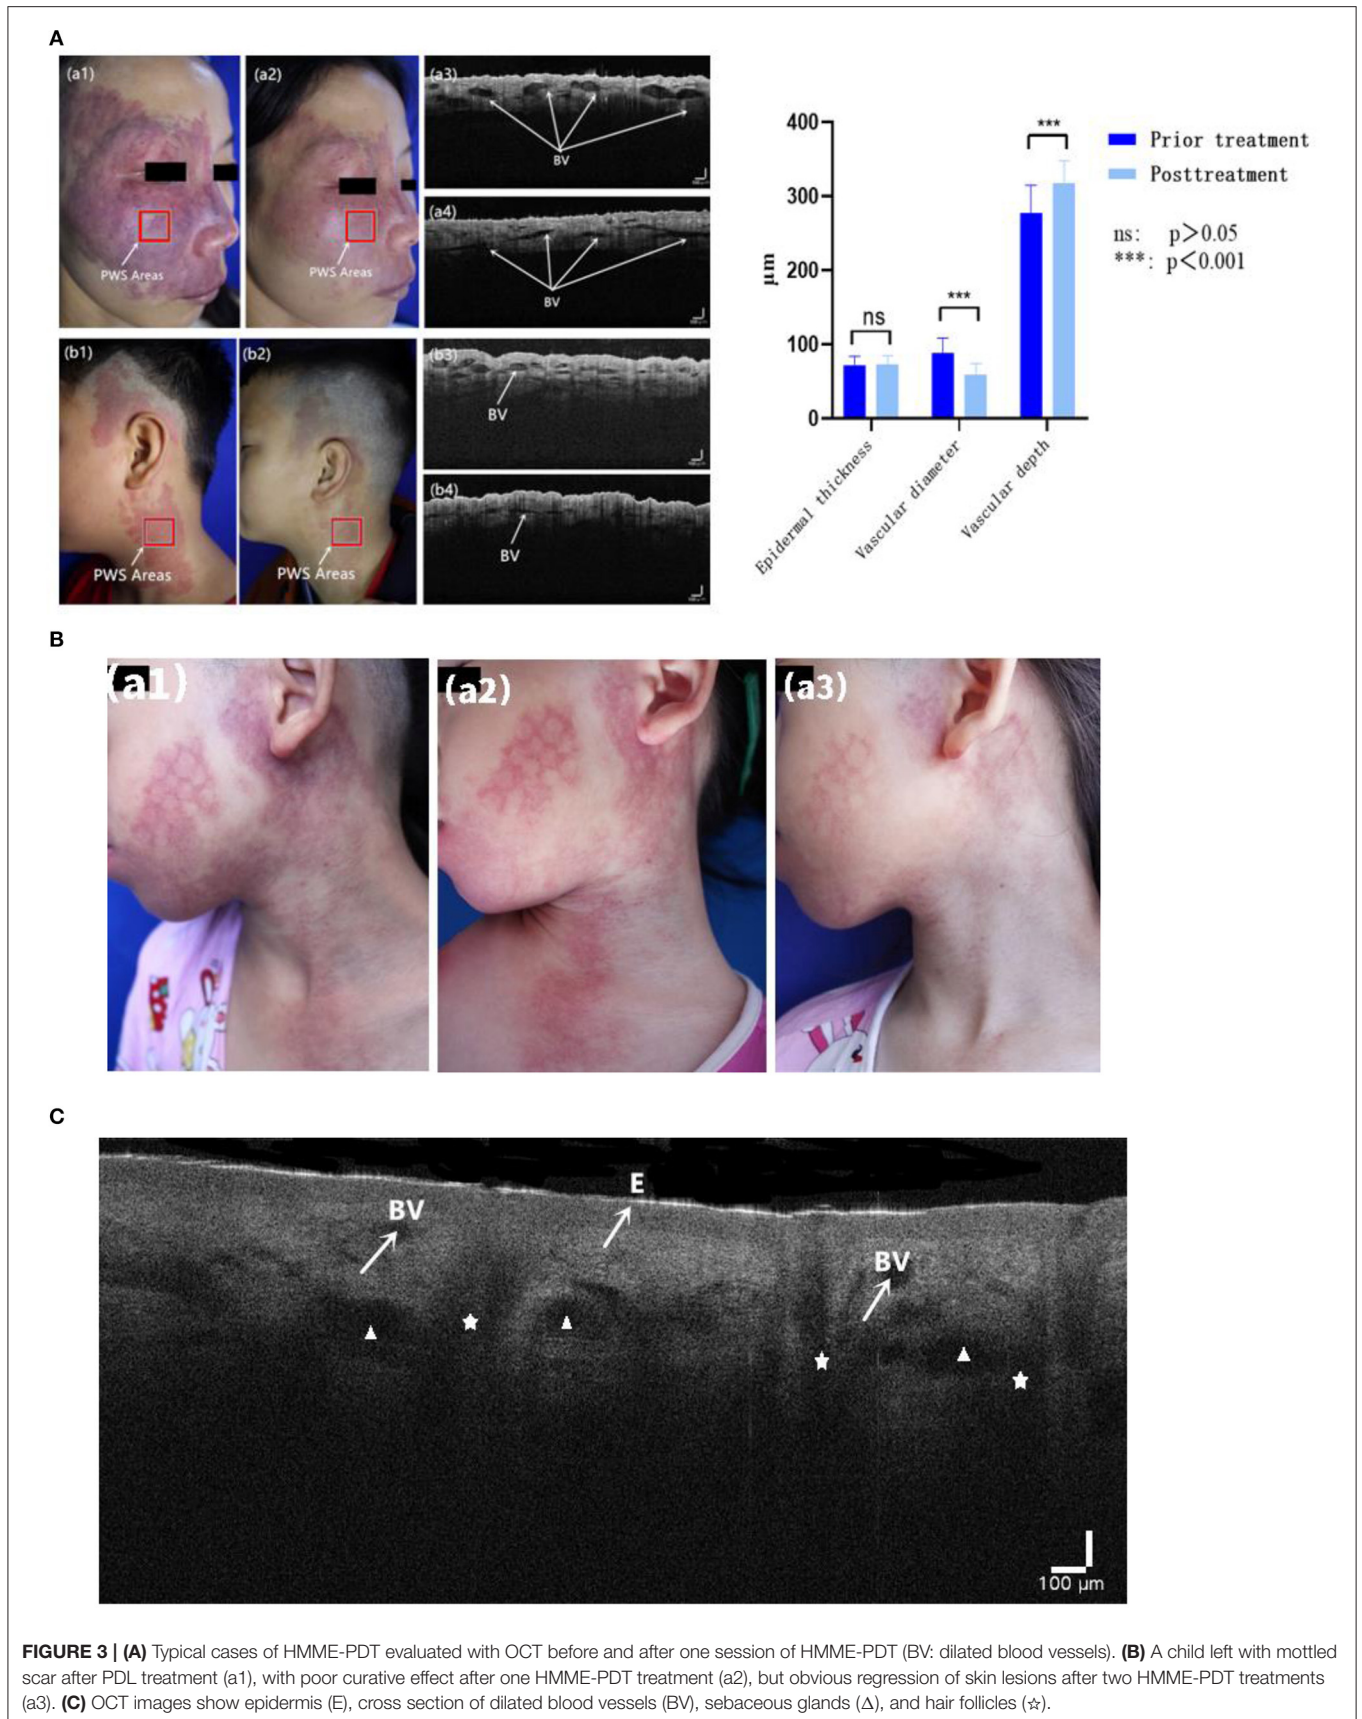 A
(a1)
(a2)
(a3)
BV
PWS Areas
PWS Areas
(a4)
BV
(b1)
(b2)
(b3)
BV
PWS Areas
PWS Areas
(b4)
BV
400
300
200
100
0
μm
ns
***
***
Epidermal thickness
Vascular diameter
Vascular depth
Prior treatment
Posttreatment
ns: p>0.05
***: p<0.001
B
(a1)
(a2)
(a3)
C
BV
E
BV
100 μm
FIGURE 3 | (A) Typical cases of HMME-PDT evaluated with OCT before and after one session of HMME-PDT (BV: dilated blood vessels). (B) A child left with mottled
scar after PDL treatment (a1), with poor curative effect after one HMME-PDT treatment (a2), but obvious regression of skin lesions after two HMME-PDT treatments
(a3). (C) OCT images show epidermis (E), cross section of dilated blood vessels (BV), sebaceous glands (Δ), and hair follicles (☆).